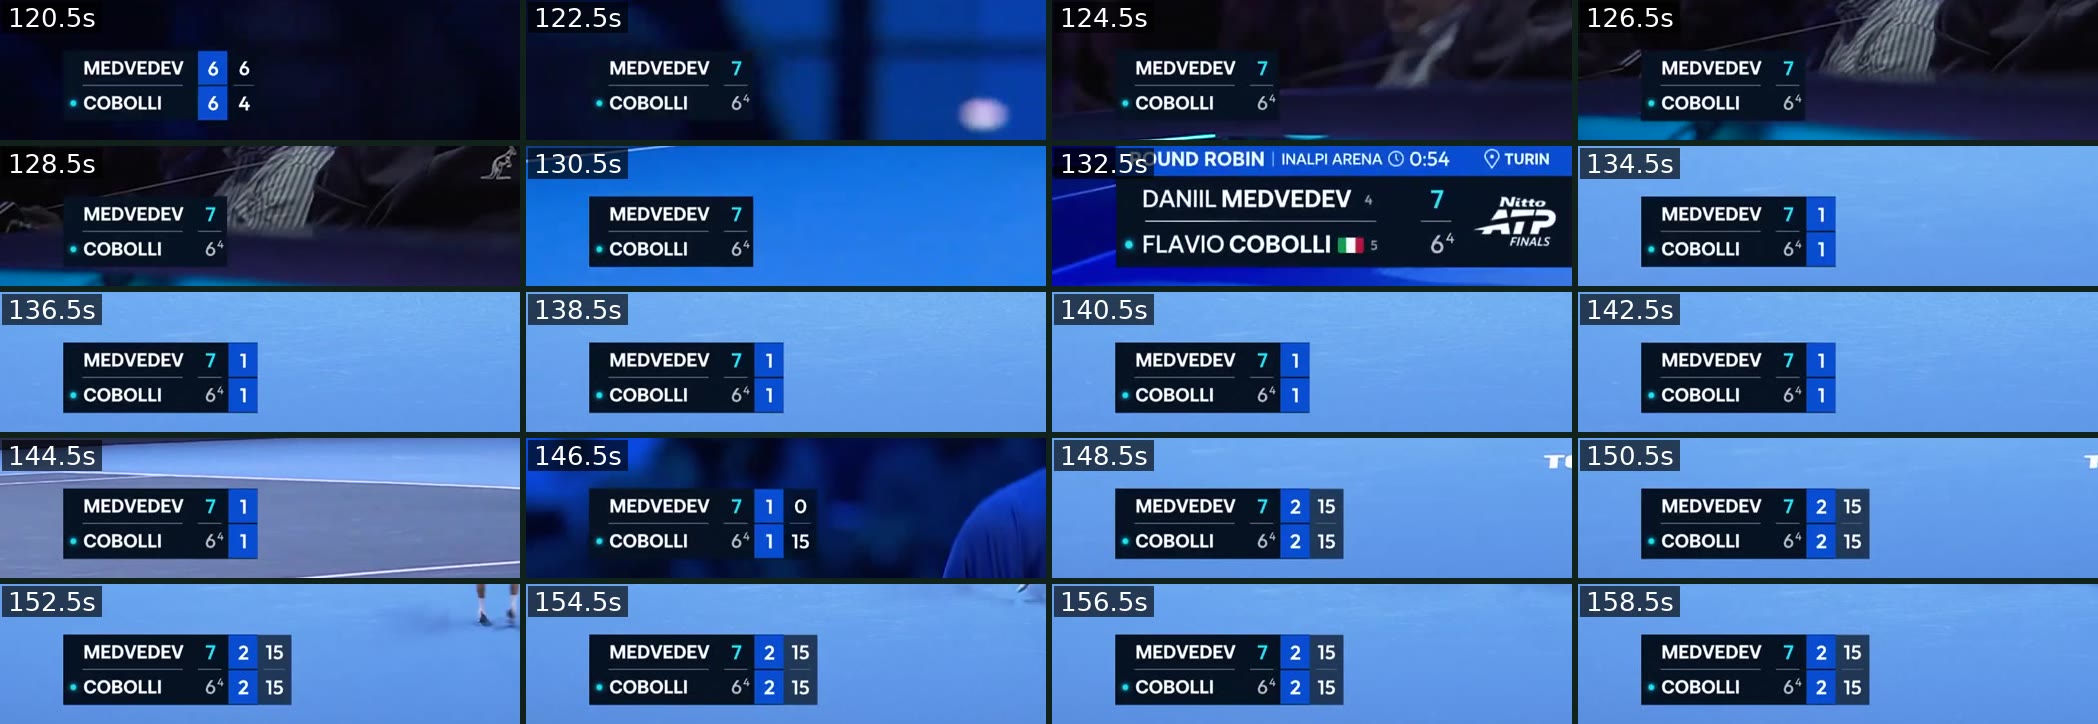 120.5s
MEDVEDEV 6 6
COBOLLI 6 4
122.5s
MEDVEDEV 7
COBOLLI 6⁴
124.5s
MEDVEDEV 7
COBOLLI 6⁴
126.5s
MEDVEDEV 7
COBOLLI 6⁴
128.5s
MEDVEDEV 7
COBOLLI 6⁴
130.5s
MEDVEDEV 7
COBOLLI 6⁴
132.5s
OUND ROBIN | INALPI ARENA 0:54 TURIN
DANIIL MEDVEDEV 4 7
FLAVIO COBOLLI 5 6⁴
Nitto
ATP
FINALS
134.5s
MEDVEDEV 7 1
COBOLLI 6⁴ 1
136.5s
MEDVEDEV 7 1
COBOLLI 6⁴ 1
138.5s
MEDVEDEV 7 1
COBOLLI 6⁴ 1
140.5s
MEDVEDEV 7 1
COBOLLI 6⁴ 1
142.5s
MEDVEDEV 7 1
COBOLLI 6⁴ 1
144.5s
MEDVEDEV 7 1
COBOLLI 6⁴ 1
146.5s
MEDVEDEV 7 1 0
COBOLLI 6⁴ 1 15
148.5s
MEDVEDEV 7 2 15
COBOLLI 6⁴ 2 15
150.5s
MEDVEDEV 7 2 15
COBOLLI 6⁴ 2 15
152.5s
MEDVEDEV 7 2 15
COBOLLI 6⁴ 2 15
154.5s
MEDVEDEV 7 2 15
COBOLLI 6⁴ 2 15
156.5s
MEDVEDEV 7 2 15
COBOLLI 6⁴ 2 15
158.5s
MEDVEDEV 7 2 15
COBOLLI 6⁴ 2 15